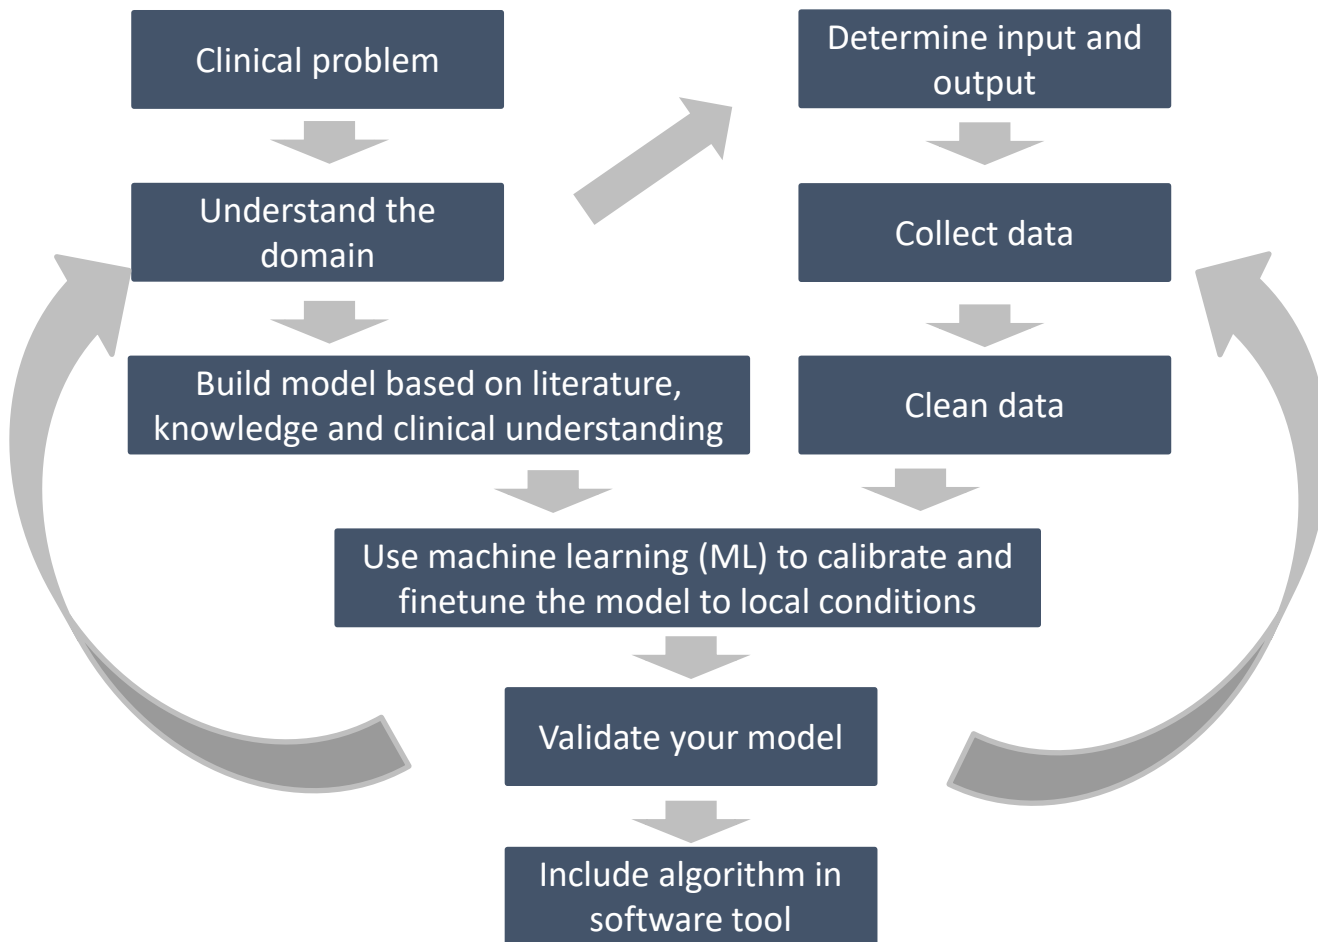 Clinical problem
Understand the
domain
Build model based on literature,
knowledge and clinical understanding
Determine input and
output
Collect data
Clean data
Use machine learning (ML) to calibrate and
finetune the model to local conditions
Validate your model
Include algorithm in
software tool